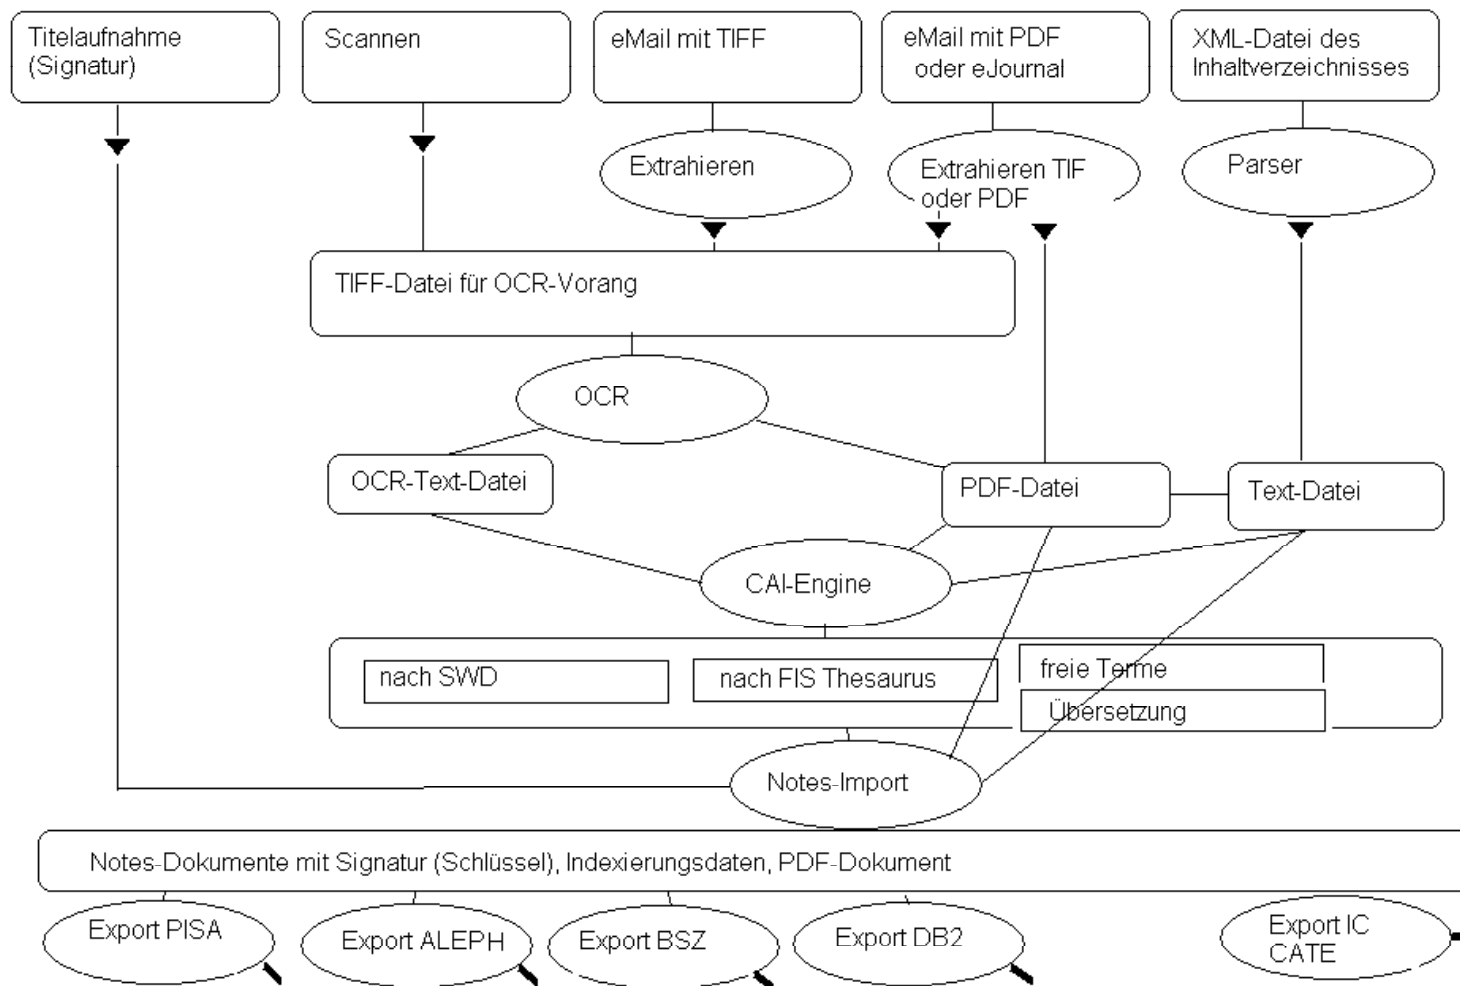 Titelaufnahme
(Signatur)
Scannen
eMail mit TIFF
eMail mit PDF
oder eJournal
XML-Datei des
Inhaltverzeichnisses
Extrahieren
Extrahieren TIF
oder PDF
Parser
TIFF-Datei für OCR-Vorang
OCR
OCR-Text-Datei
PDF-Datei
Text-Datei
CAI-Engine
nach SWD
nach FIS Thesaurus
freie Terme
Übersetzung
Notes-Import
Notes-Dokumente mit Signatur (Schlüssel), Indexierungsdaten, PDF-Dokument
Export PISA
Export ALEPH
Export BSZ
Export DB2
Export IC
CATE